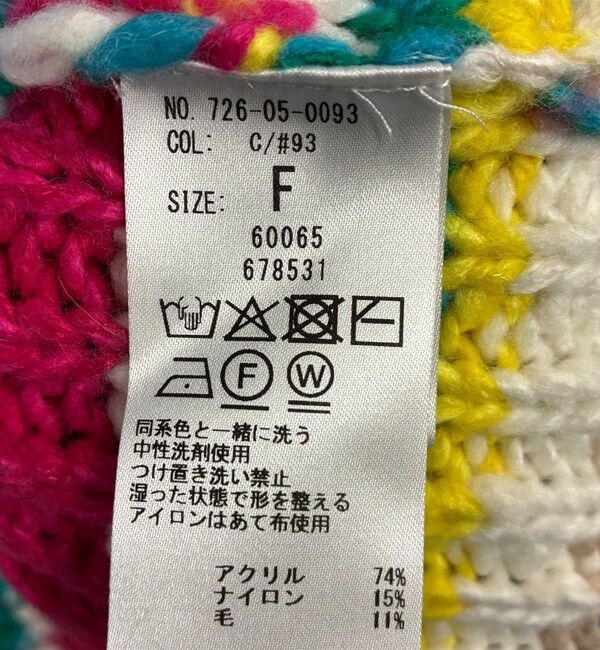 NO. 726-05-0093
COL: C/#93
SIZE: F
60065
678531
F W
同系色と一緒に洗う
中性洗剤使用
つけ置き洗い禁止
湿った状態で形を整える
アイロンはあて布使用
アクリル 74%
ナイロン 15%
毛 11%